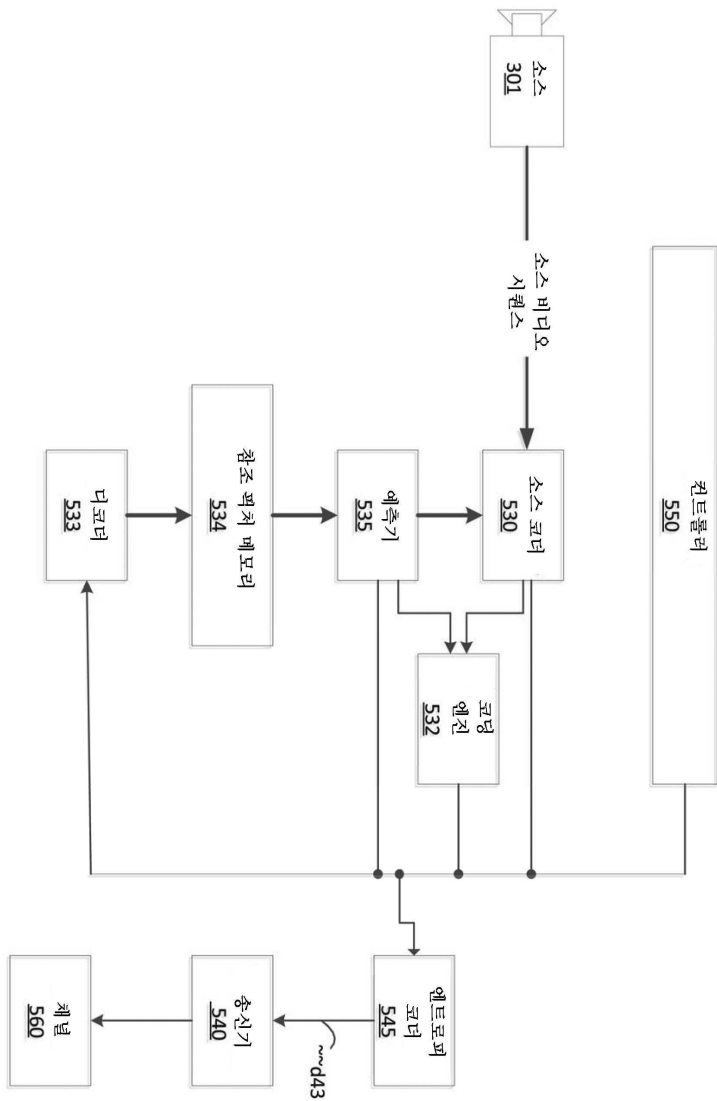 컨트롤러
550
소스
301
소스 비디오
시퀀스
소스 코더
530
코딩
엔진
532
예측기
535
엔트로피
코더
545
~~d43
참조 픽처 메모리
534
송신기
540
디코더
533
채널
560